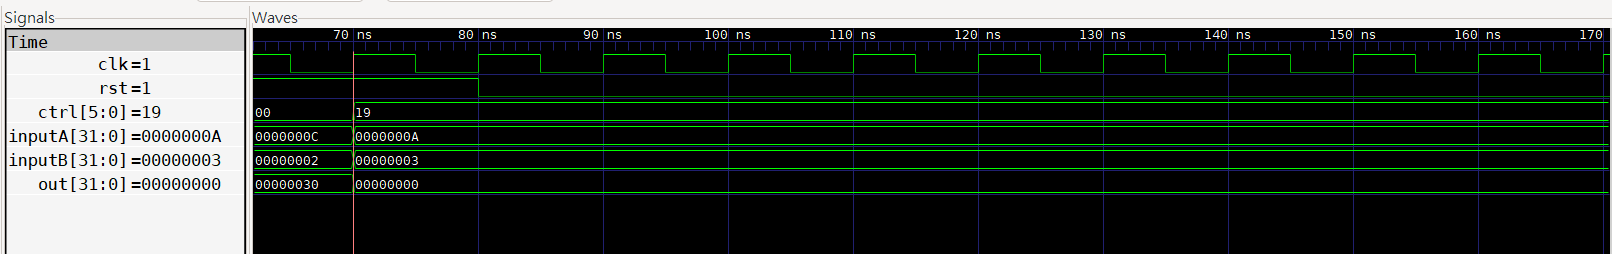 Signals
Waves
Time
70 ns 80 ns 90 ns 100 ns 110 ns 120 ns 130 ns 140 ns 150 ns 160 ns 170
clk=1
rst=1
ctrl[5:0]=19 00 19
inputA[31:0]=0000000A 0000000C 0000000A
inputB[31:0]=00000003 00000002 00000003
out[31:0]=00000000 00000030 00000000